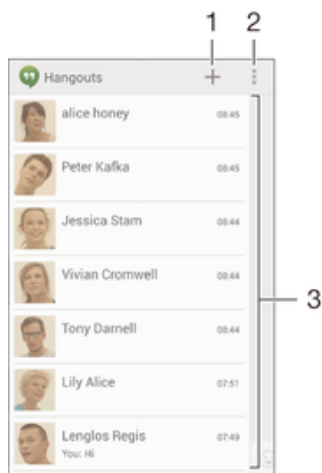 1 2
Hangouts
alice honey 08:45
Peter Kafka 08:45
Jessica Stam 08:44
Vivian Cromwell 08:44
3
Tony Darnell 08:44
Lily Alice 07:51
Lenglos Regis 07:49
You: Hi